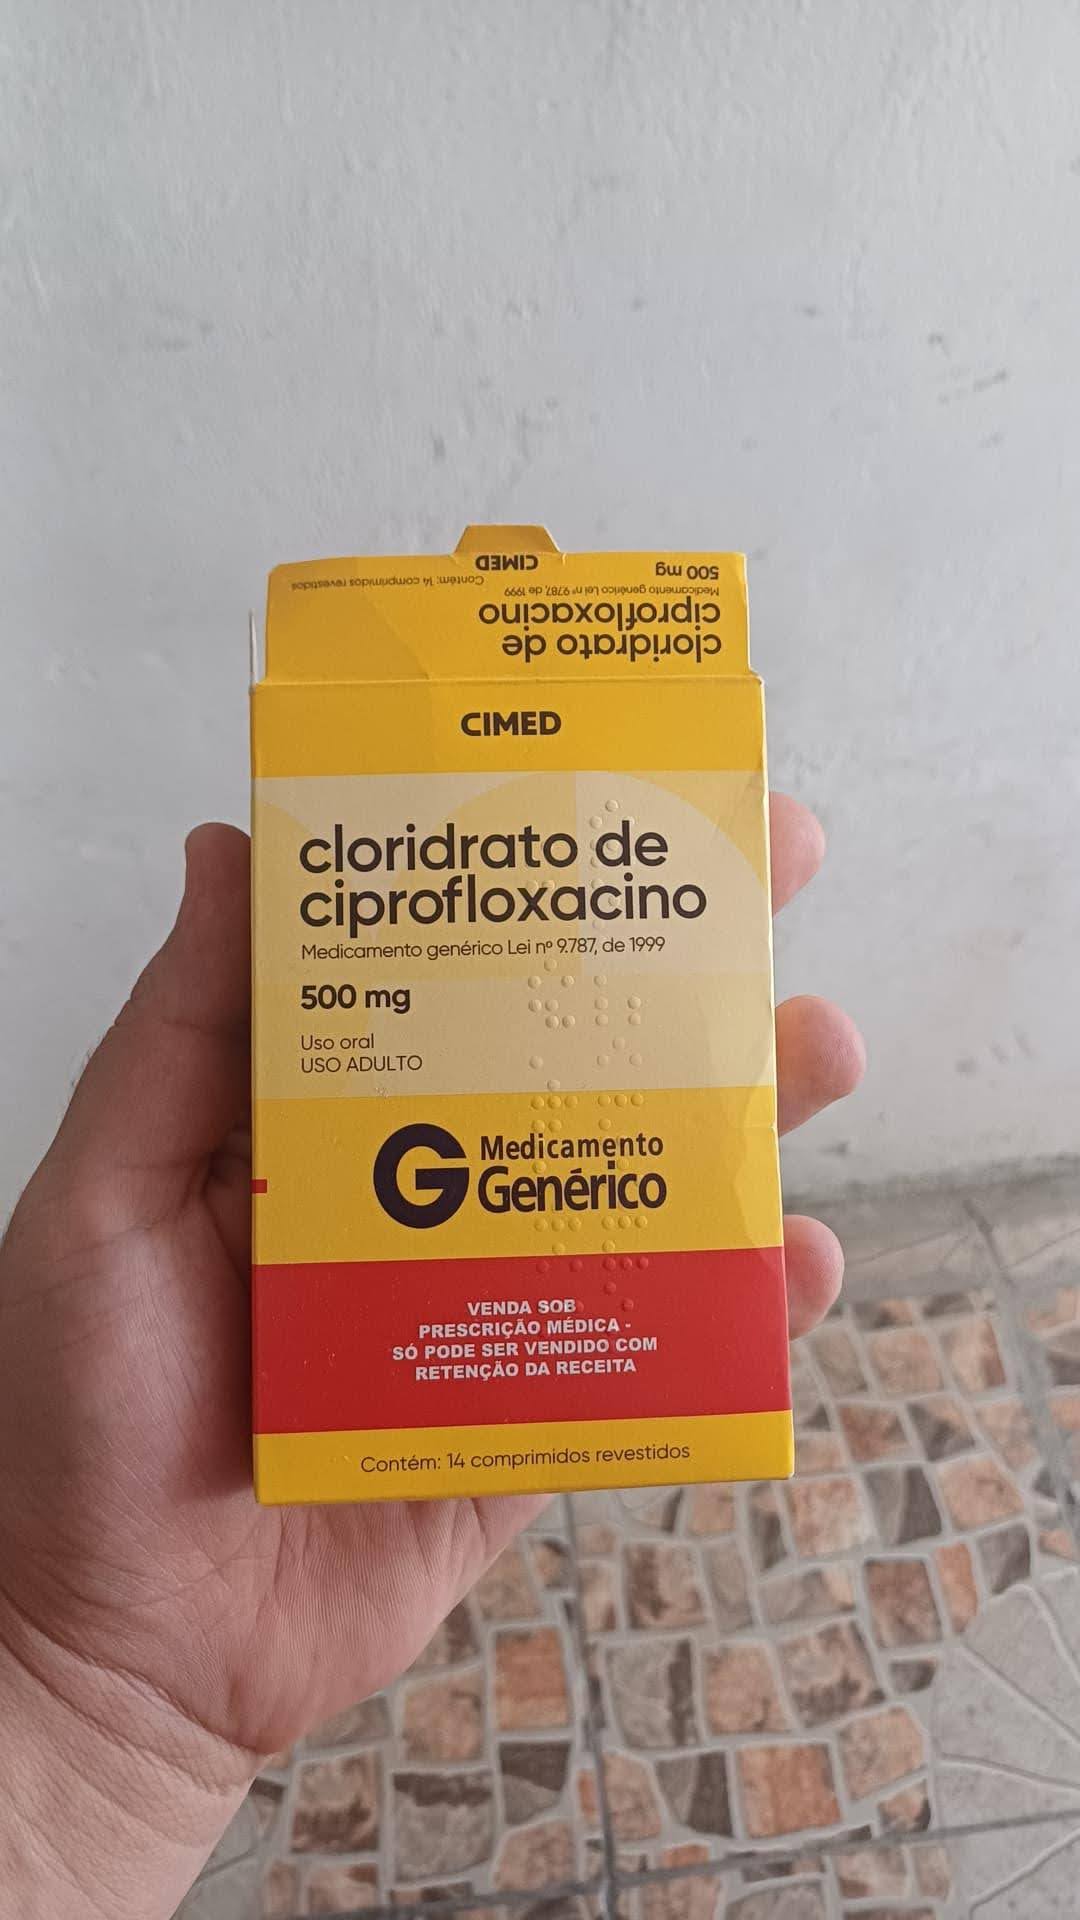 cloridrato de
ciprofloxacino
Medicamento genérico Lei nº 9.787, de 1999
500 mg
Contém: 14 comprimidos revestidos
CIMED
CIMED
cloridrato de
ciprofloxacino
Medicamento genérico Lei nº 9.787, de 1999
500 mg
Uso oral
USO ADULTO
G Medicamento
Genérico
VENDA SOB
PRESCRIÇÃO MÉDICA -
SÓ PODE SER VENDIDO COM
RETENÇÃO DA RECEITA
Contém: 14 comprimidos revestidos